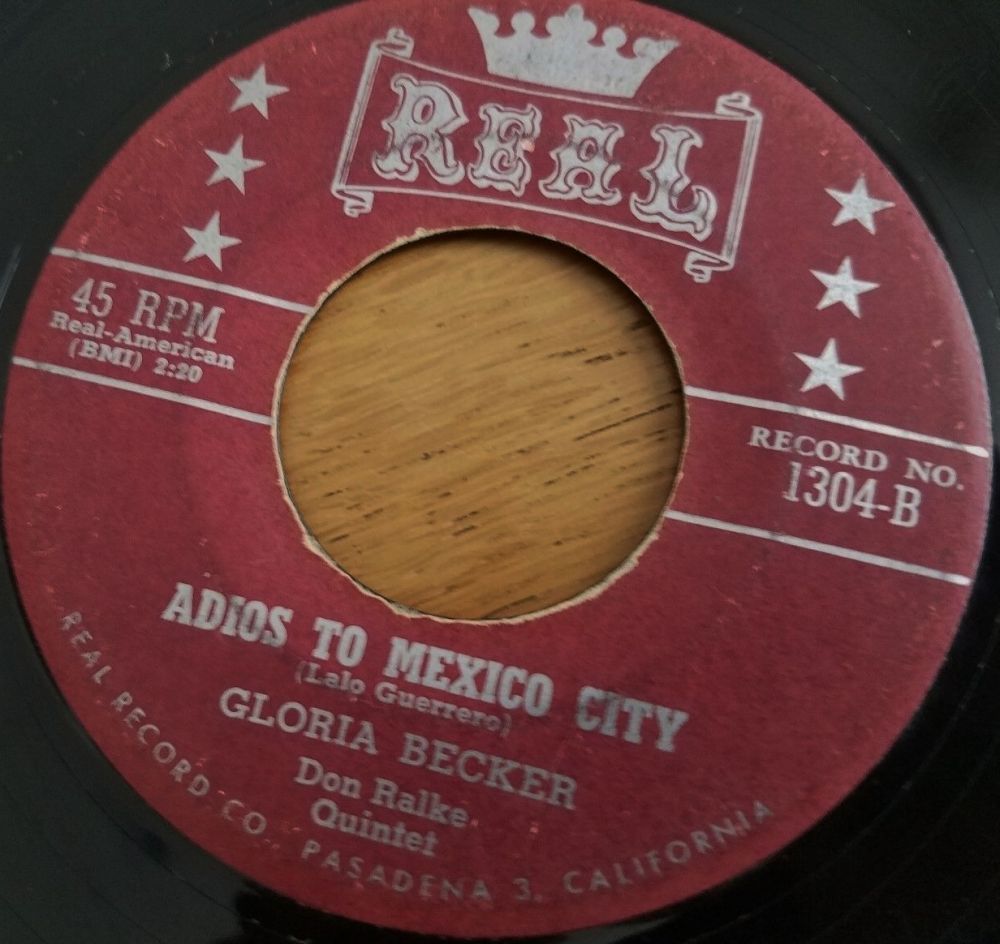 REAL
45 RPM
Real-American
(BMI) 2:20
RECORD NO.
1304-B
ADIOS TO MEXICO CITY
(Lalo Guerrero)
GLORIA BECKER
Don Ralke
Quintet
REAL RECORD CO., PASADENA 3, CALIFORNIA